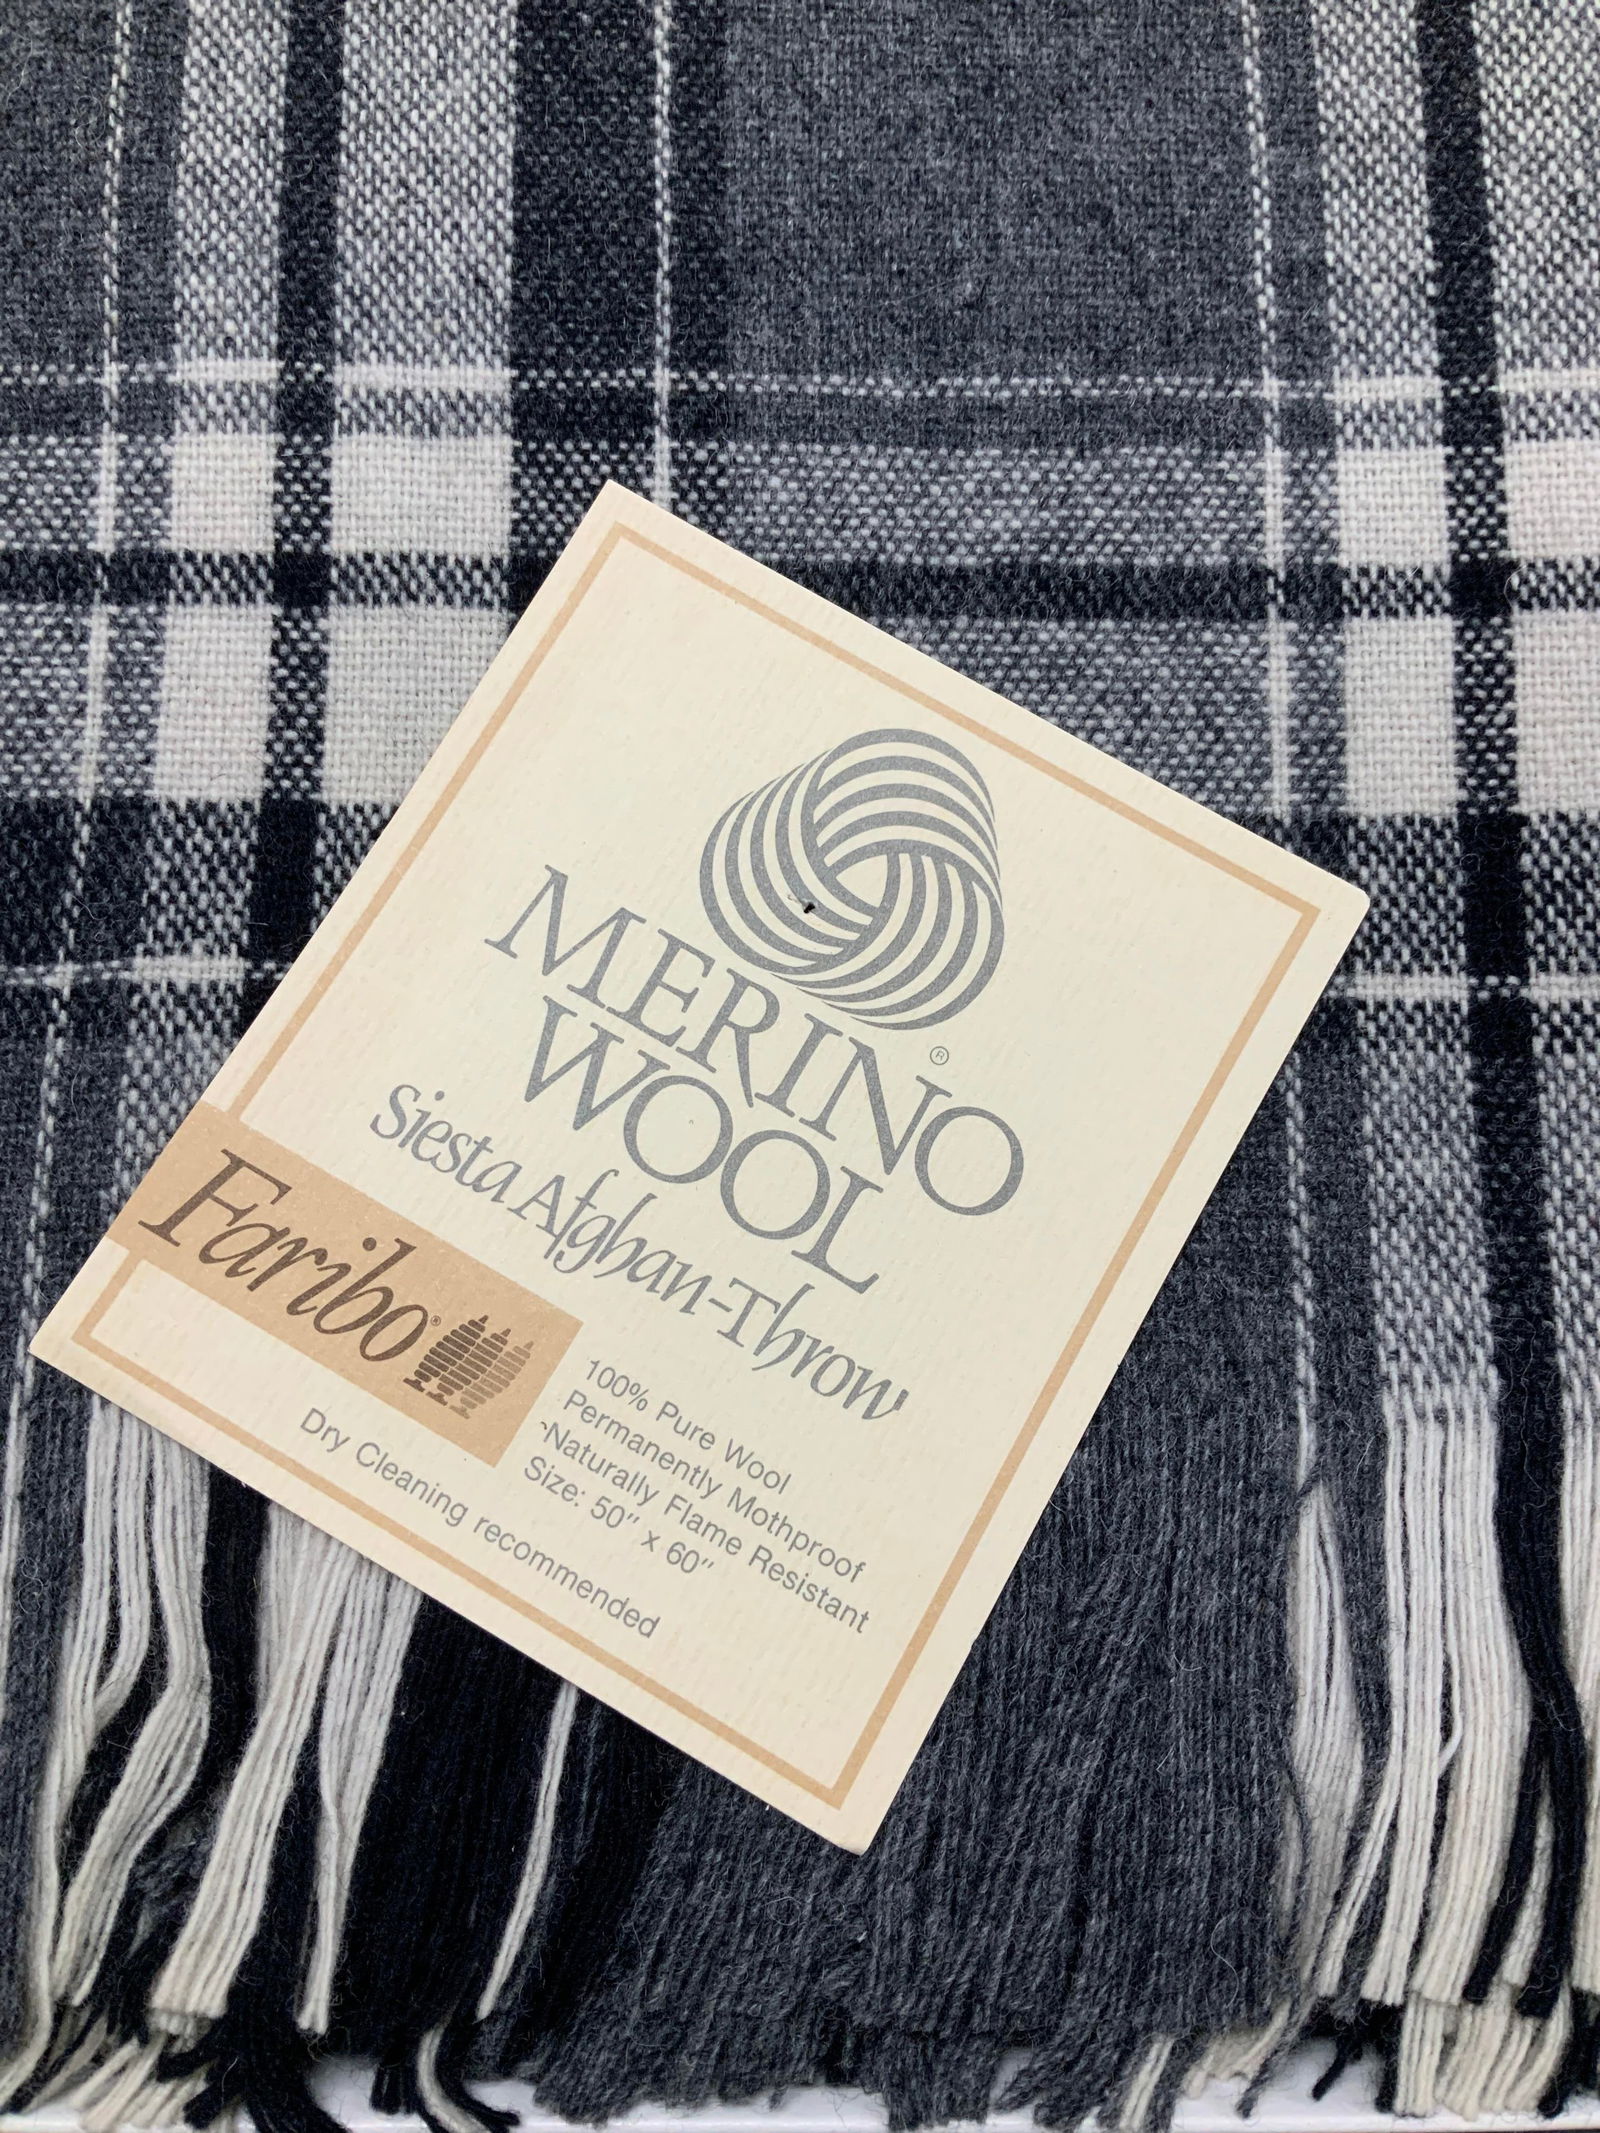 MERINO
WOOL®
Siesta Afghan-Throw
Faribo®
100% Pure Wool
Permanently Mothproof
Naturally Flame Resistant
Size: 50" x 60"
Dry Cleaning recommended